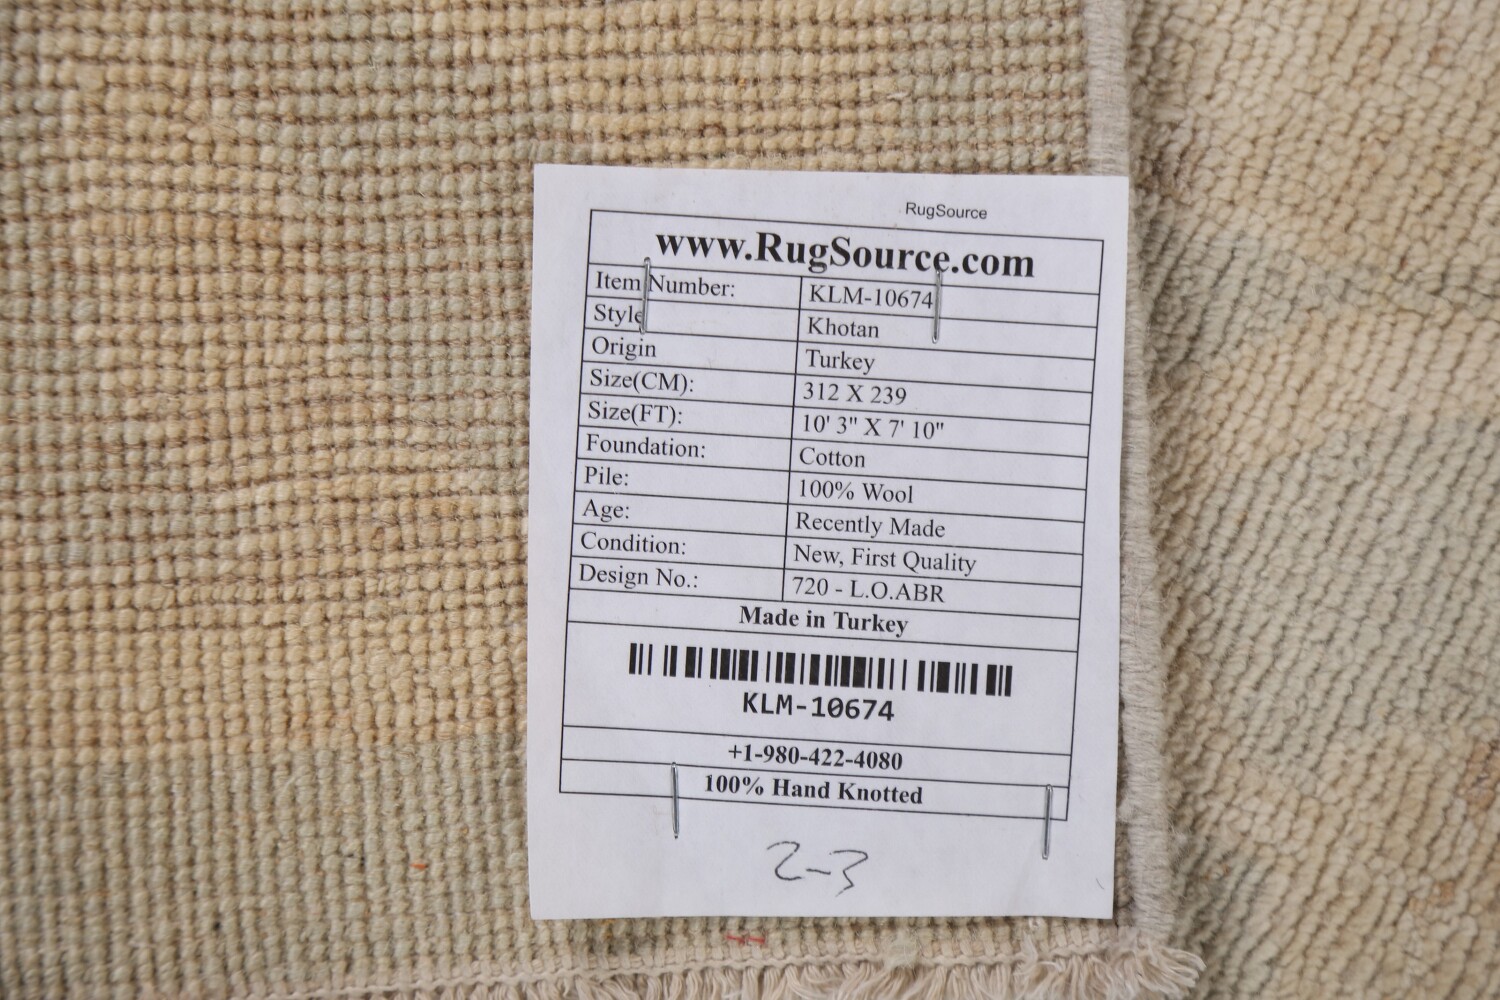 RugSource
www.RugSource.com
Item Number: KLM-10674
Style Khotan
Origin Turkey
Size(CM): 312 X 239
Size(FT): 10' 3" X 7' 10"
Foundation: Cotton
Pile: 100% Wool
Age: Recently Made
Condition: New, First Quality
Design No.: 720 - L.O.ABR
Made in Turkey
KLM-10674
+1-980-422-4080
100% Hand Knotted
2-3